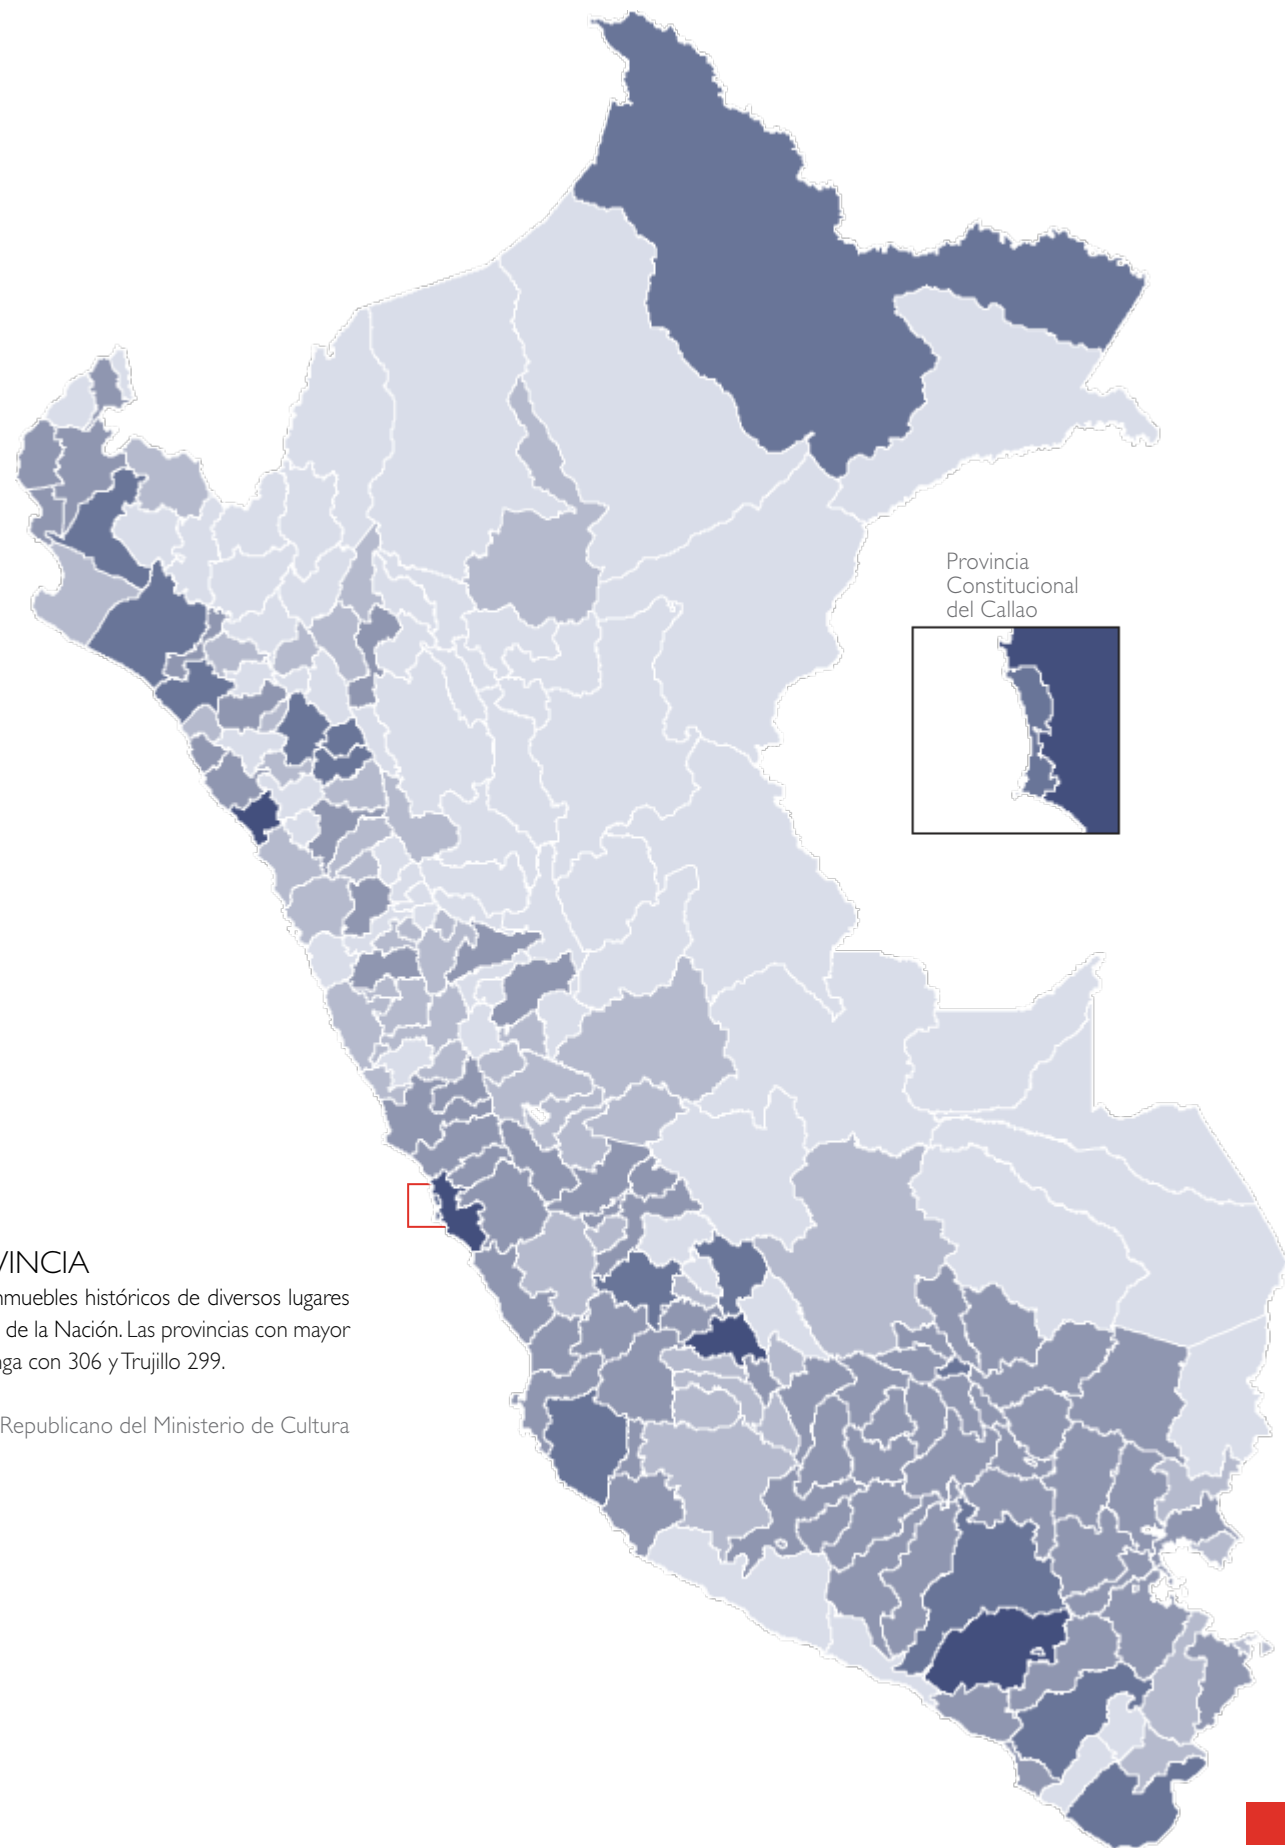 Provincia
Constitucional
del Callao
VINCIA
nmuebles históricos de diversos lugares
de la Nación. Las provincias con mayor
nga con 306 y Trujillo 299.
Republicano del Ministerio de Cultura